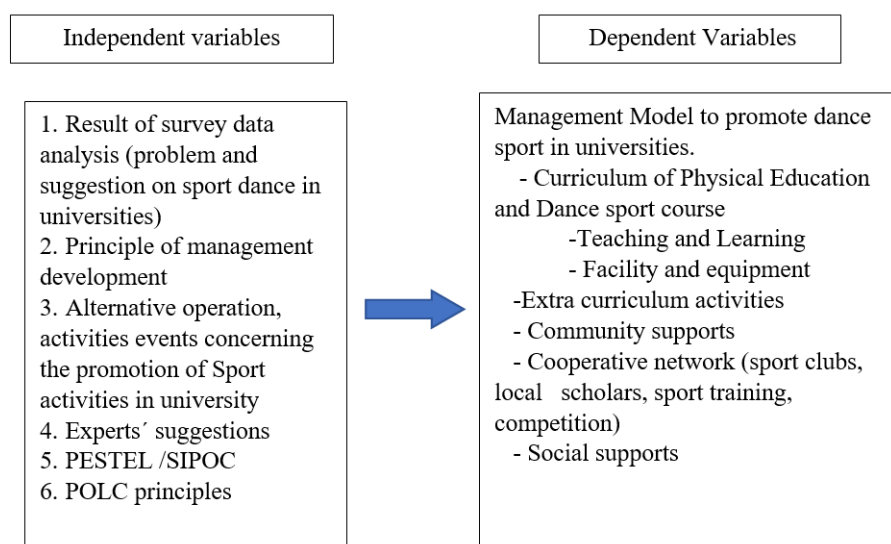 Independent variables
Dependent Variables
1. Result of survey data
analysis (problem and
suggestion on sport dance in
universities)
2. Principle of management
development
3. Alternative operation,
activities events concerning
the promotion of Sport
activities in university
4. Experts´ suggestions
5. PESTEL /SIPOC
6. POLC principles
Management Model to promote dance
sport in universities.
- Curriculum of Physical Education
and Dance sport course
-Teaching and Learning
- Facility and equipment
-Extra curriculum activities
- Community supports
- Cooperative network (sport clubs,
local scholars, sport training,
competition)
- Social supports